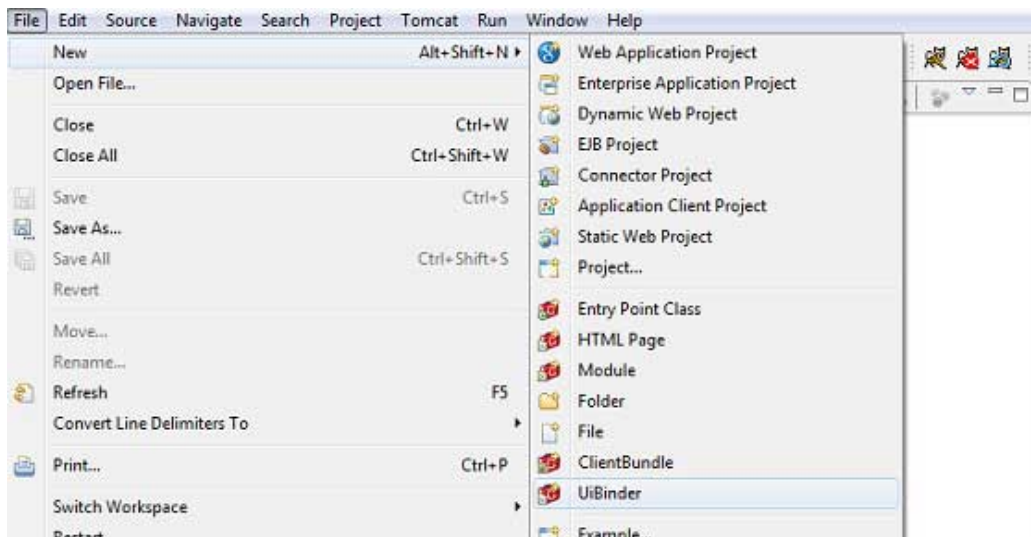 File Edit Source Navigate Search Project Tomcat Run Window Help
New Alt+Shift+N
Open File...
Close Ctrl+W
Close All Ctrl+Shift+W
Save Ctrl+S
Save As...
Save All Ctrl+Shift+S
Revert
Move...
Rename...
Refresh F5
Convert Line Delimiters To
Print... Ctrl+P
Switch Workspace
Restart
Web Application Project
Enterprise Application Project
Dynamic Web Project
EJB Project
Connector Project
Application Client Project
Static Web Project
Project...
Entry Point Class
HTML Page
Module
Folder
File
ClientBundle
UiBinder
Example...